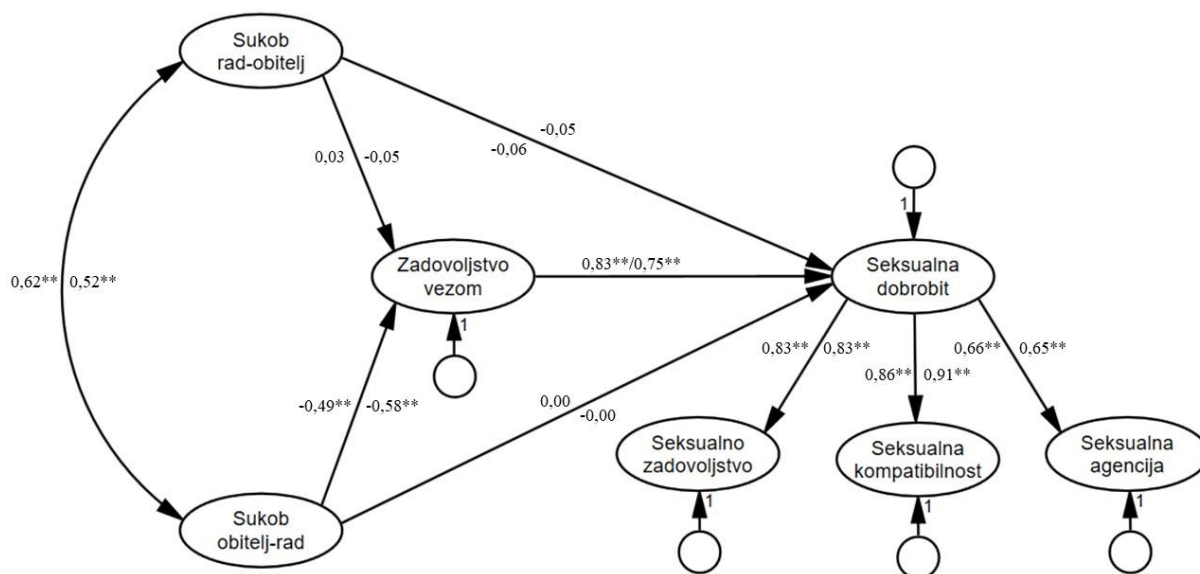 Sukob
rad-obitelj
-0,05
-0,06
0,03 -0,05
1
0,62** 0,52**
Zadovoljstvo
vezom
0,83**/0,75**
Seksualna
dobrobit
1
-0,49** -0,58**
0,00
-0,00
0,83** 0,83**
0,86** 0,91**
0,66** 0,65**
Seksualno
zadovoljstvo
Seksualna
kompatibilnost
Seksualna
agencija
1
1
1
Sukob
obitelj-rad